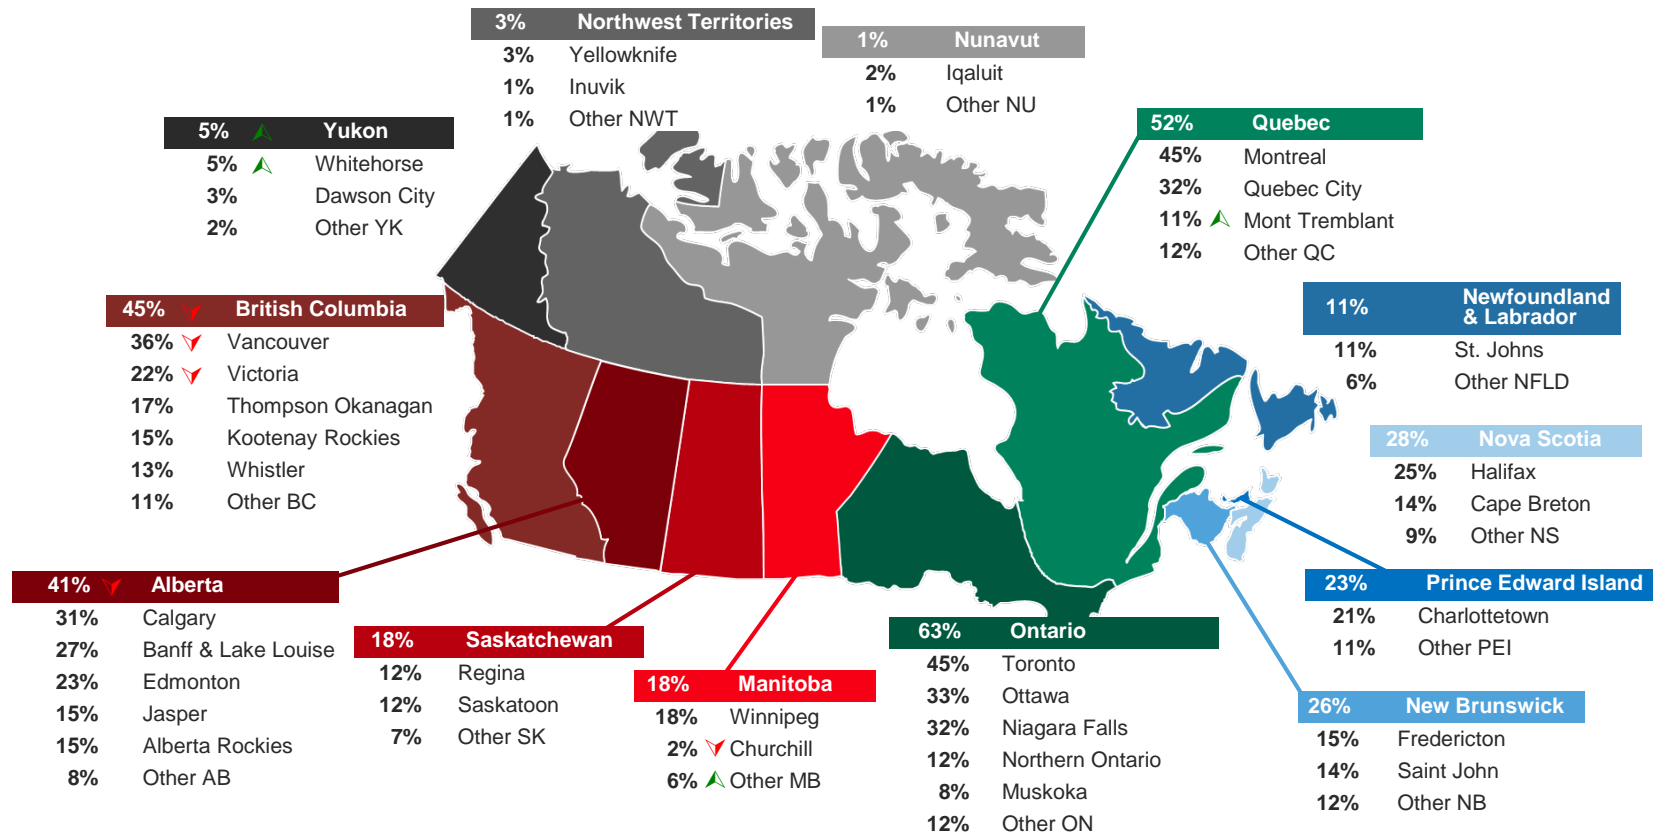 3% Northwest Territories
3% Yellowknife
1% Inuvik
1% Other NWT
1% Nunavut
2% Iqaluit
1% Other NU
5% Yukon
5% Whitehorse
3% Dawson City
2% Other YK
52% Quebec
45% Montreal
32% Quebec City
11% Mont Tremblant
12% Other QC
45% British Columbia
36% Vancouver
22% Victoria
17% Thompson Okanagan
15% Kootenay Rockies
13% Whistler
11% Other BC
11% Newfoundland
& Labrador
11% St. Johns
6% Other NFLD
28% Nova Scotia
25% Halifax
14% Cape Breton
9% Other NS
41% Alberta
31% Calgary
27% Banff & Lake Louise
23% Edmonton
15% Jasper
15% Alberta Rockies
8% Other AB
18% Saskatchewan
12% Regina
12% Saskatoon
7% Other SK
18% Manitoba
18% Winnipeg
2% Churchill
6% Other MB
63% Ontario
45% Toronto
33% Ottawa
32% Niagara Falls
12% Northern Ontario
8% Muskoka
12% Other ON
23% Prince Edward Island
21% Charlottetown
11% Other PEI
26% New Brunswick
15% Fredericton
14% Saint John
12% Other NB